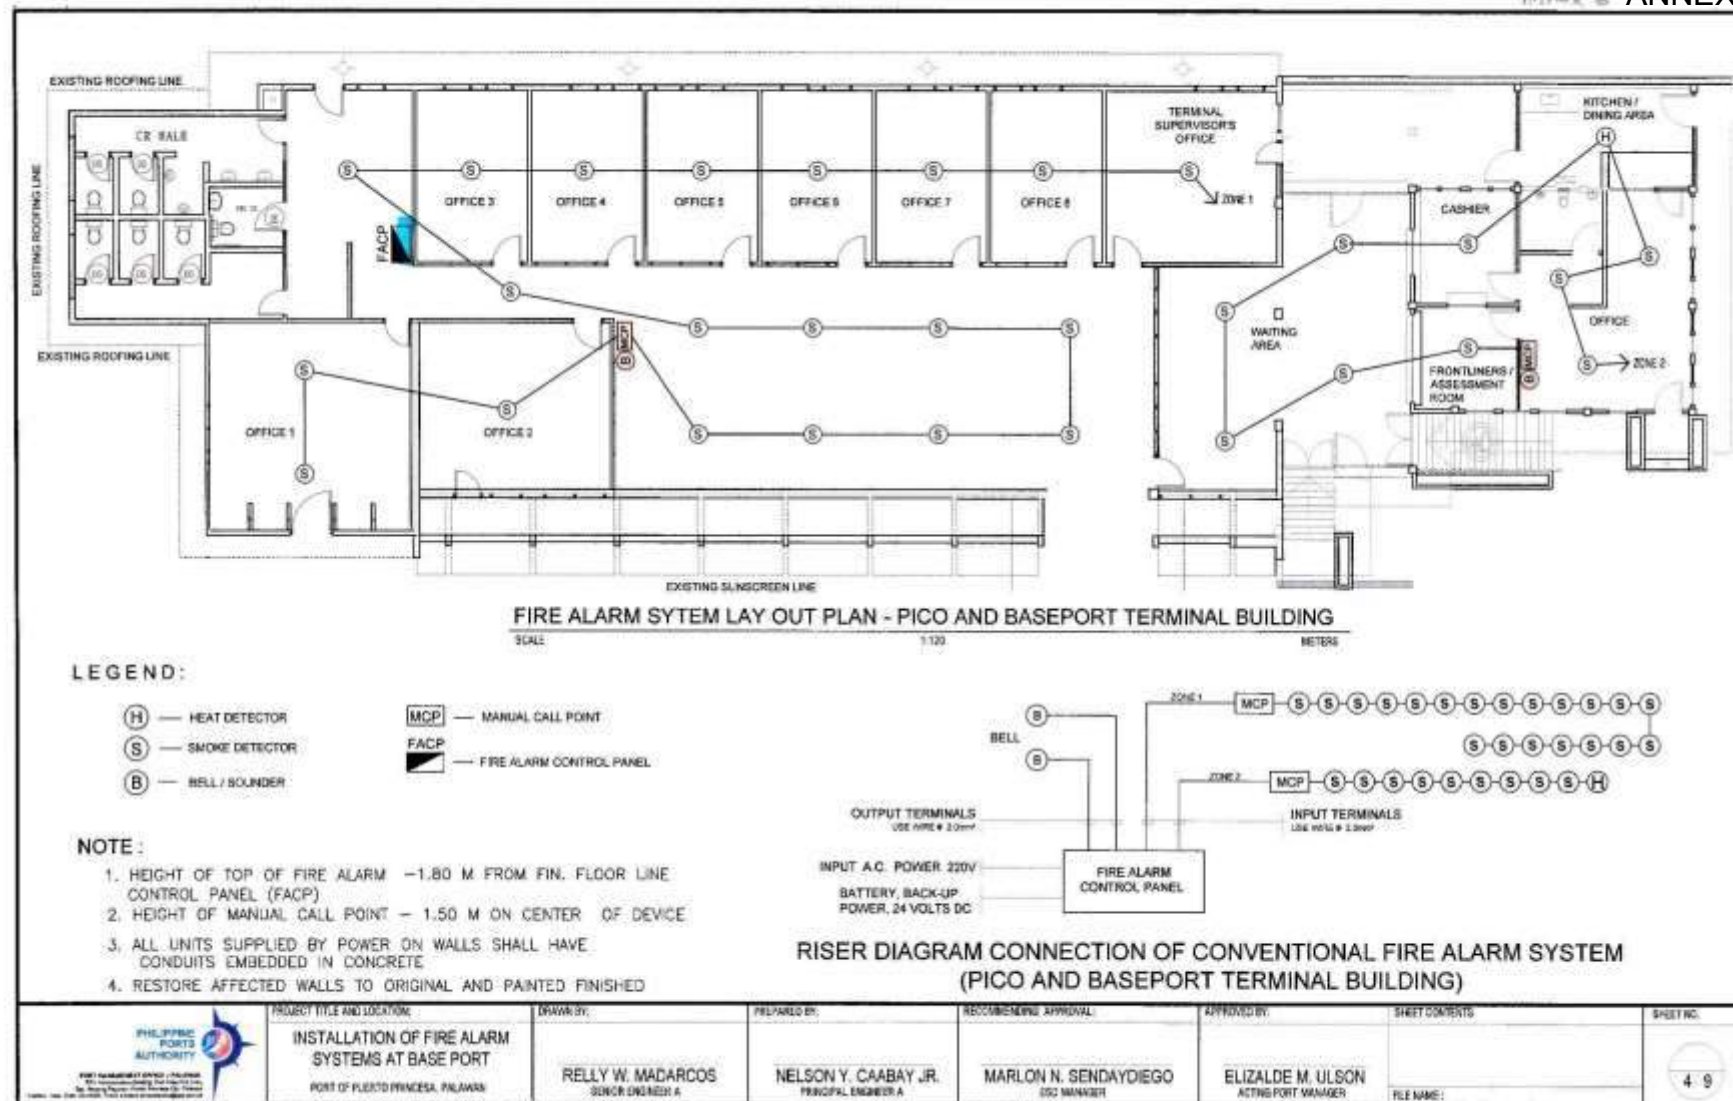 ANNEX
EXISTING ROOFING LINE
EXISTING ROOFING LINE
EXISTING ROOFING LINE
CR MALE
FACP
OFFICE 3
OFFICE 4
OFFICE 5
OFFICE 6
OFFICE 7
OFFICE 8
TERMINAL
SUPERVISOR'S
OFFICE
ZONE 1
KITCHEN /
DINING AREA
H
CASHIER
WAITING
AREA
OFFICE
ZONE 2
FRONTLINERS /
ASSESSMENT
ROOM
MCP
B
MCP
B
OFFICE 1
OFFICE 2
S S S S S S S S
S S S S S
S S S S
S S S
S S S S S S
S S S
EXISTING SUNSCREEN LINE
FIRE ALARM SYTEM LAY OUT PLAN - PICO AND BASEPORT TERMINAL BUILDING
SCALE 1:120 METERS
LEGEND:
H — HEAT DETECTOR
S — SMOKE DETECTOR
B — BELL / SOUNDER
MCP — MANUAL CALL POINT
FACP
— FIRE ALARM CONTROL PANEL
NOTE:
1. HEIGHT OF TOP OF FIRE ALARM —1.80 M FROM FIN. FLOOR LINE
CONTROL PANEL (FACP)
2. HEIGHT OF MANUAL CALL POINT — 1.50 M ON CENTER OF DEVICE
3. ALL UNITS SUPPLIED BY POWER ON WALLS SHALL HAVE
CONDUITS EMBEDDED IN CONCRETE
4. RESTORE AFFECTED WALLS TO ORIGINAL AND PAINTED FINISHED
ZONE 1 MCP S S S S S S S S S S S S S
S S S S S S S
ZONE 2 MCP S S S S S S S S S H
BELL
B
B
OUTPUT TERMINALS
INPUT TERMINALS
INPUT A.C. POWER 220V
BATTERY, BACK-UP
POWER, 24 VOLTS DC
FIRE ALARM
CONTROL PANEL
RISER DIAGRAM CONNECTION OF CONVENTIONAL FIRE ALARM SYSTEM
(PICO AND BASEPORT TERMINAL BUILDING)
PHILIPPINE
PORTS
AUTHORITY
PROJECT TITLE AND LOCATION:
INSTALLATION OF FIRE ALARM
SYSTEMS AT BASE PORT
PORT OF PUERTO PRINCESA, PALAWAN
DRAWN BY:
RELLY W. MADARCOS
SENIOR ENGINEER A
PREPARED BY:
NELSON Y. CAABAY JR.
PRINCIPAL ENGINEER A
RECOMMENDING APPROVAL:
MARLON N. SENDAYDIEGO
ESD MANAGER
APPROVED BY:
ELIZALDE M. ULSON
ACTING PORT MANAGER
SHEET CONTENTS
FILE NAME:
SHEET NO.
4 9